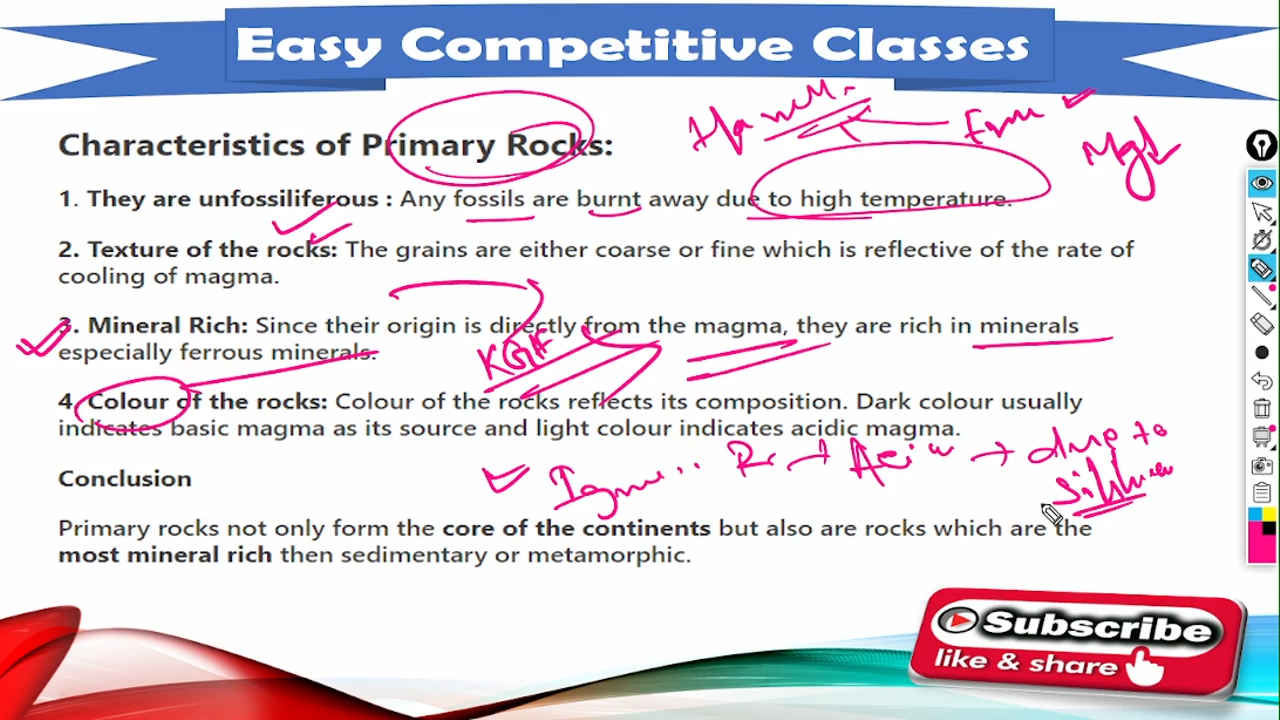 Easy Competitive Classes
Characteristics of Primary Rocks:
1. They are unfossiliferous : Any fossils are burnt away due to high temperature.
2. Texture of the rocks: The grains are either coarse or fine which is reflective of the rate of
cooling of magma.
3. Mineral Rich: Since their origin is directly from the magma, they are rich in minerals
especially ferrous minerals.
KGF
4. Colour of the rocks: Colour of the rocks reflects its composition. Dark colour usually
indicates basic magma as its source and light colour indicates acidic magma.
→ due to
Conclusion
Primary rocks not only form the core of the continents but also are rocks which are the
most mineral rich then sedimentary or metamorphic.
Subscribe
like & share